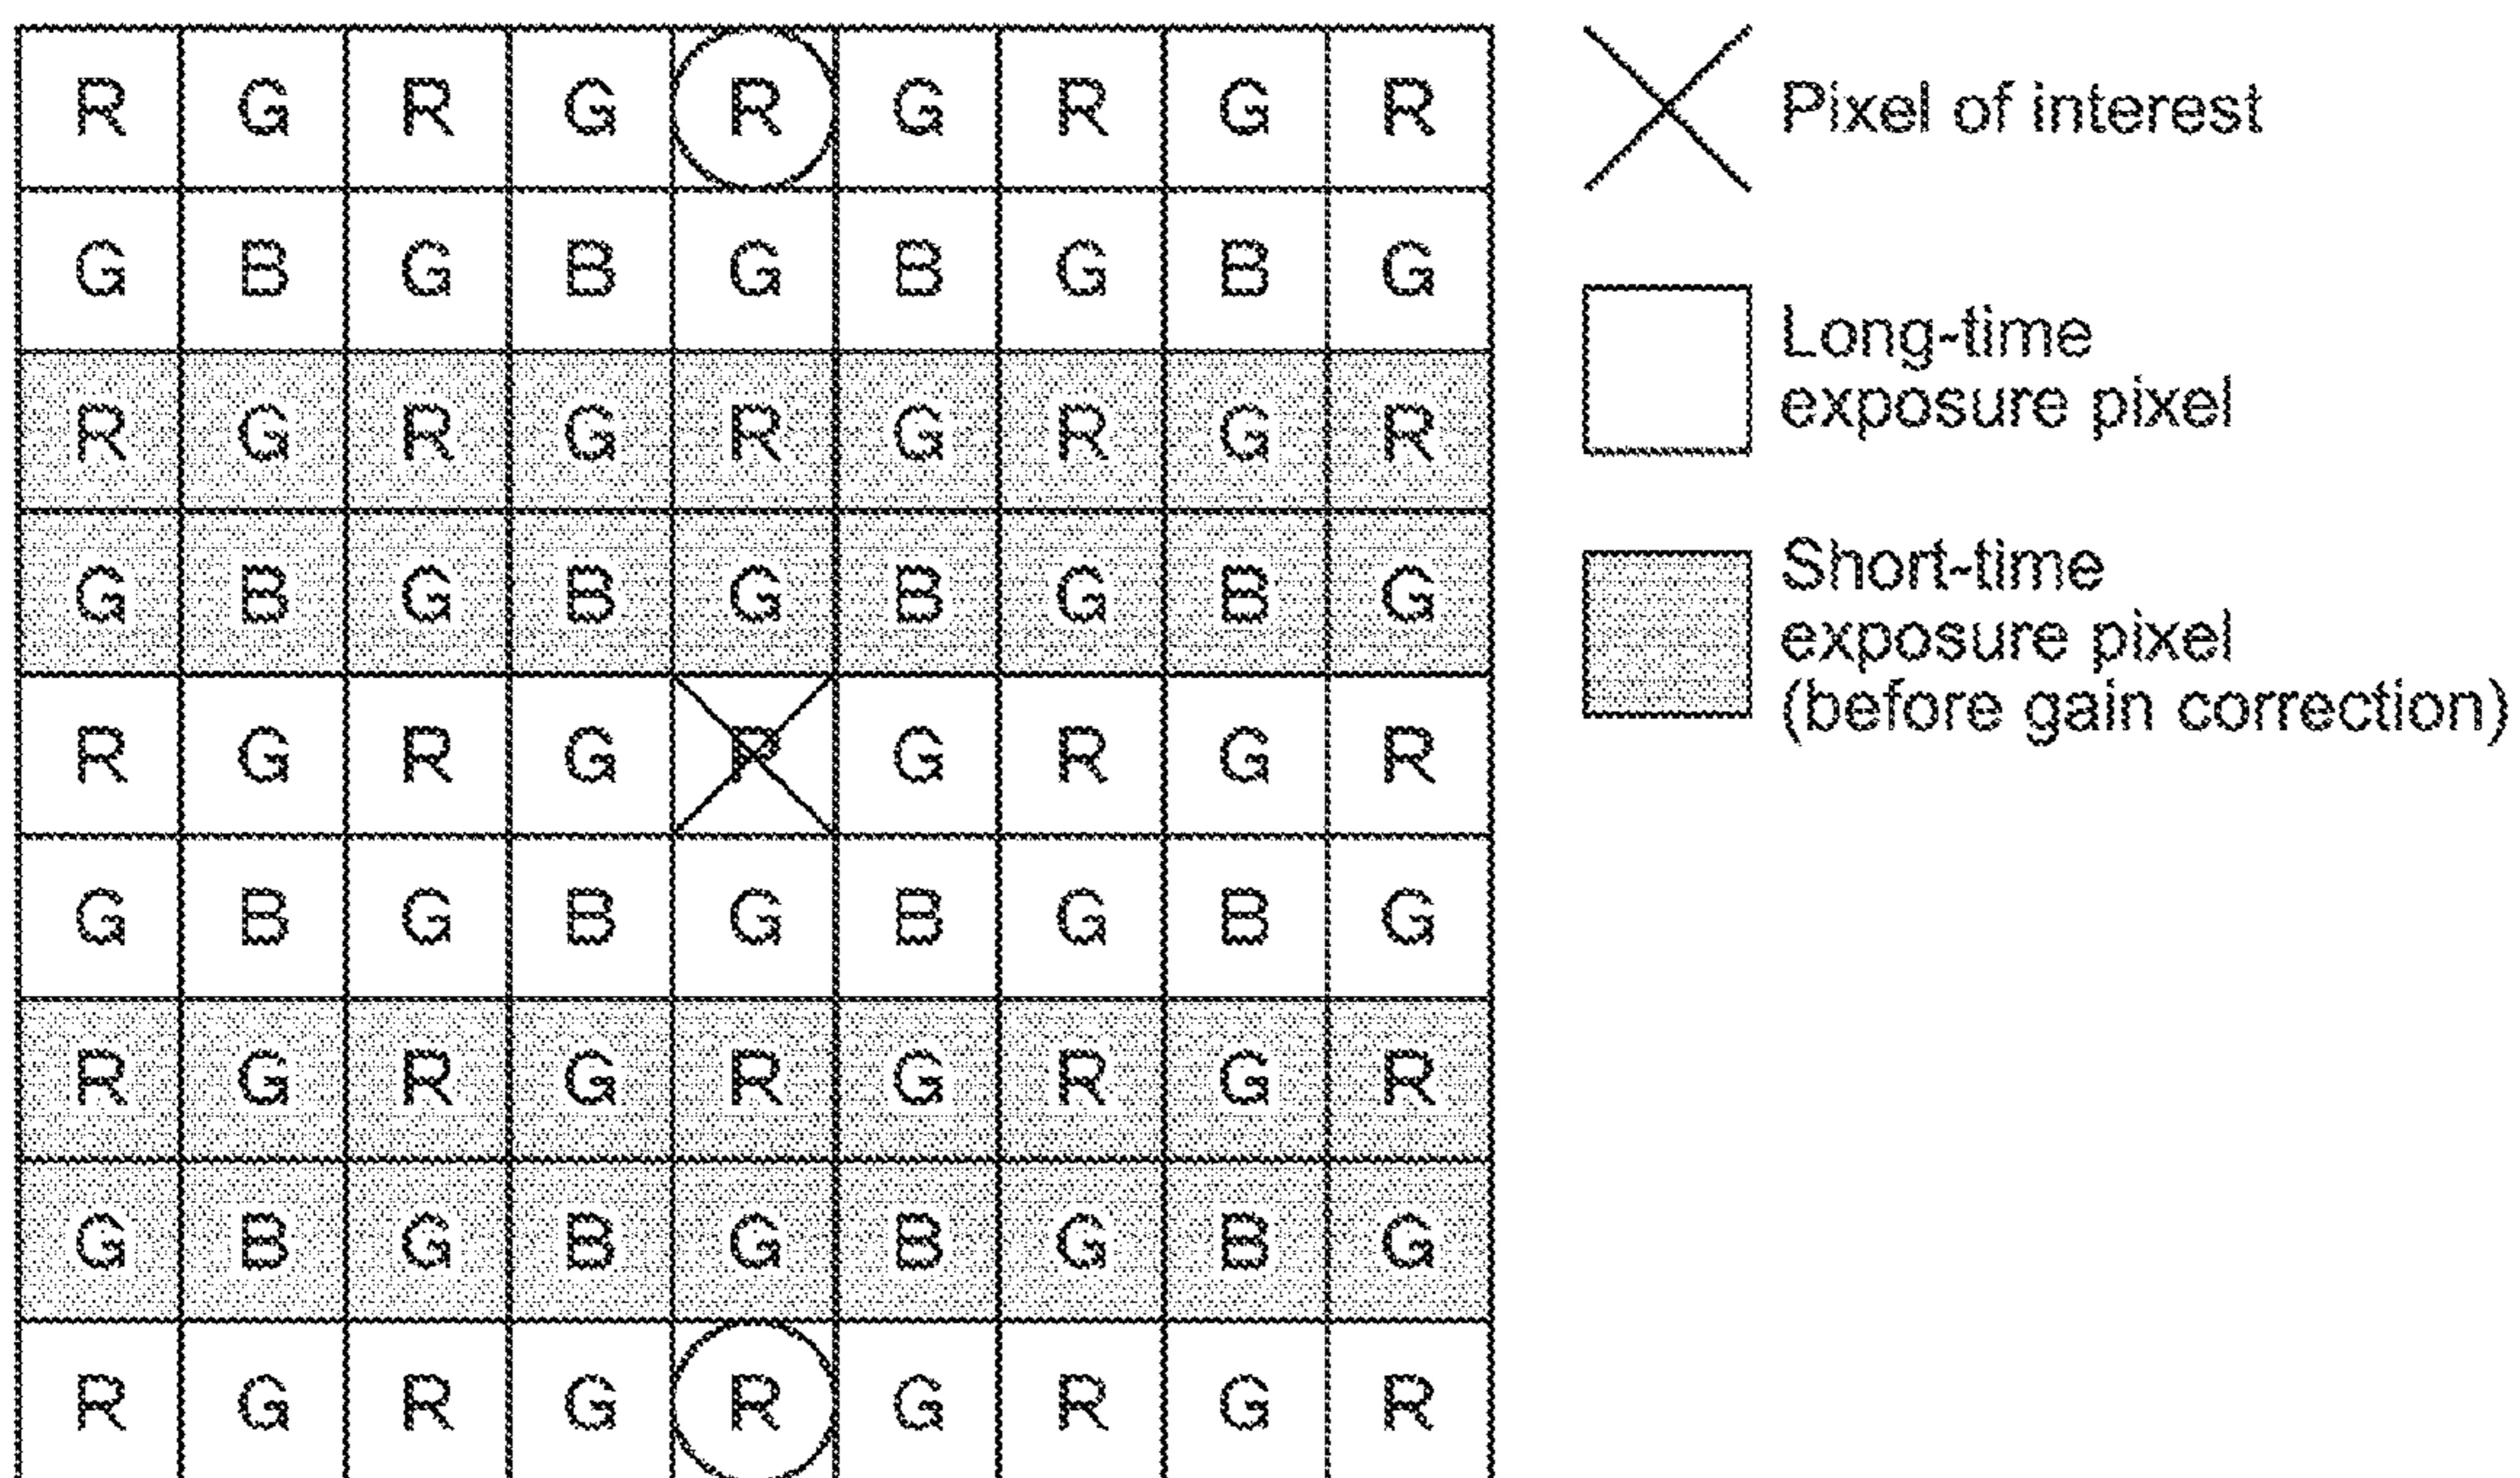 R G R G R G R G R
G B G B G B G B G
R G R G R G R G R
G B G B G B G B G
R G R G R G R G R
G B G B G B G B G
R G R G R G R G R
G B G B G B G B G
R G R G R G R G R
Pixel of interest
Long-time
exposure pixel
Short-time
exposure pixel
(before gain correction)